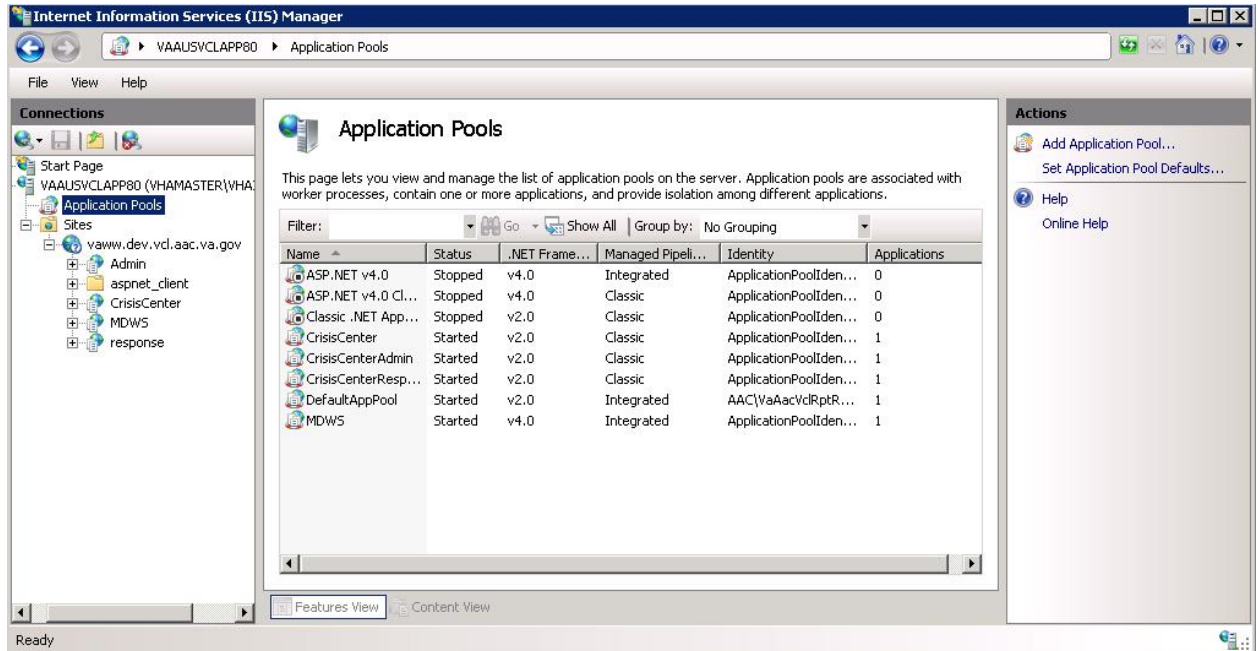 Internet Information Services (IIS) Manager
VAAUSVCLAPP80 Application Pools
File View Help
Connections
Start Page
VAAUSVCLAPP80 (VHAMASTER\VHA
Application Pools
Sites
vaww.dev.vcl.aac.va.gov
Admin
aspnet_client
CrisisCenter
MDWS
response
Application Pools
This page lets you view and manage the list of application pools on the server. Application pools are associated with
worker processes, contain one or more applications, and provide isolation among different applications.
Filter: Go Show All Group by: No Grouping
Name Status .NET Frame... Managed Pipeli... Identity Applications
ASP.NET v4.0 Stopped v4.0 Integrated ApplicationPoolIden... 0
ASP.NET v4.0 Cl... Stopped v4.0 Classic ApplicationPoolIden... 0
Classic .NET App... Stopped v2.0 Classic ApplicationPoolIden... 0
CrisisCenter Started v2.0 Classic ApplicationPoolIden... 1
CrisisCenterAdmin Started v2.0 Classic ApplicationPoolIden... 1
CrisisCenterResp... Started v2.0 Classic ApplicationPoolIden... 1
DefaultAppPool Started v2.0 Integrated AAC\VaAacVclRptR... 1
MDWS Started v4.0 Integrated ApplicationPoolIden... 1
Features View Content View
Actions
Add Application Pool...
Set Application Pool Defaults...
Help
Online Help
Ready